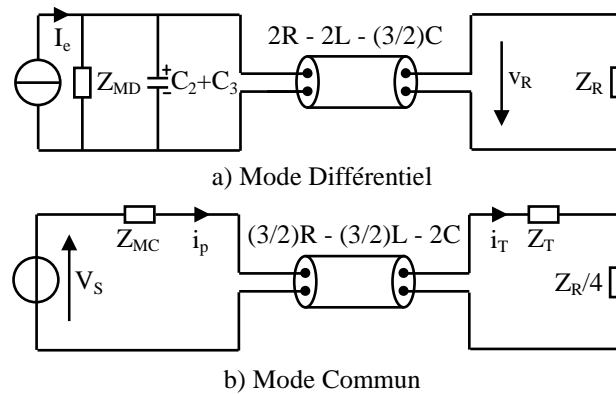 2R - 2L - (3/2)C
I_e
Z_MD
+
-
C_2+C_3
v_R
Z_R
a) Mode Différentiel
(3/2)R - (3/2)L - 2C
Z_MC
i_p
i_T
Z_T
V_S
Z_R/4
b) Mode Commun